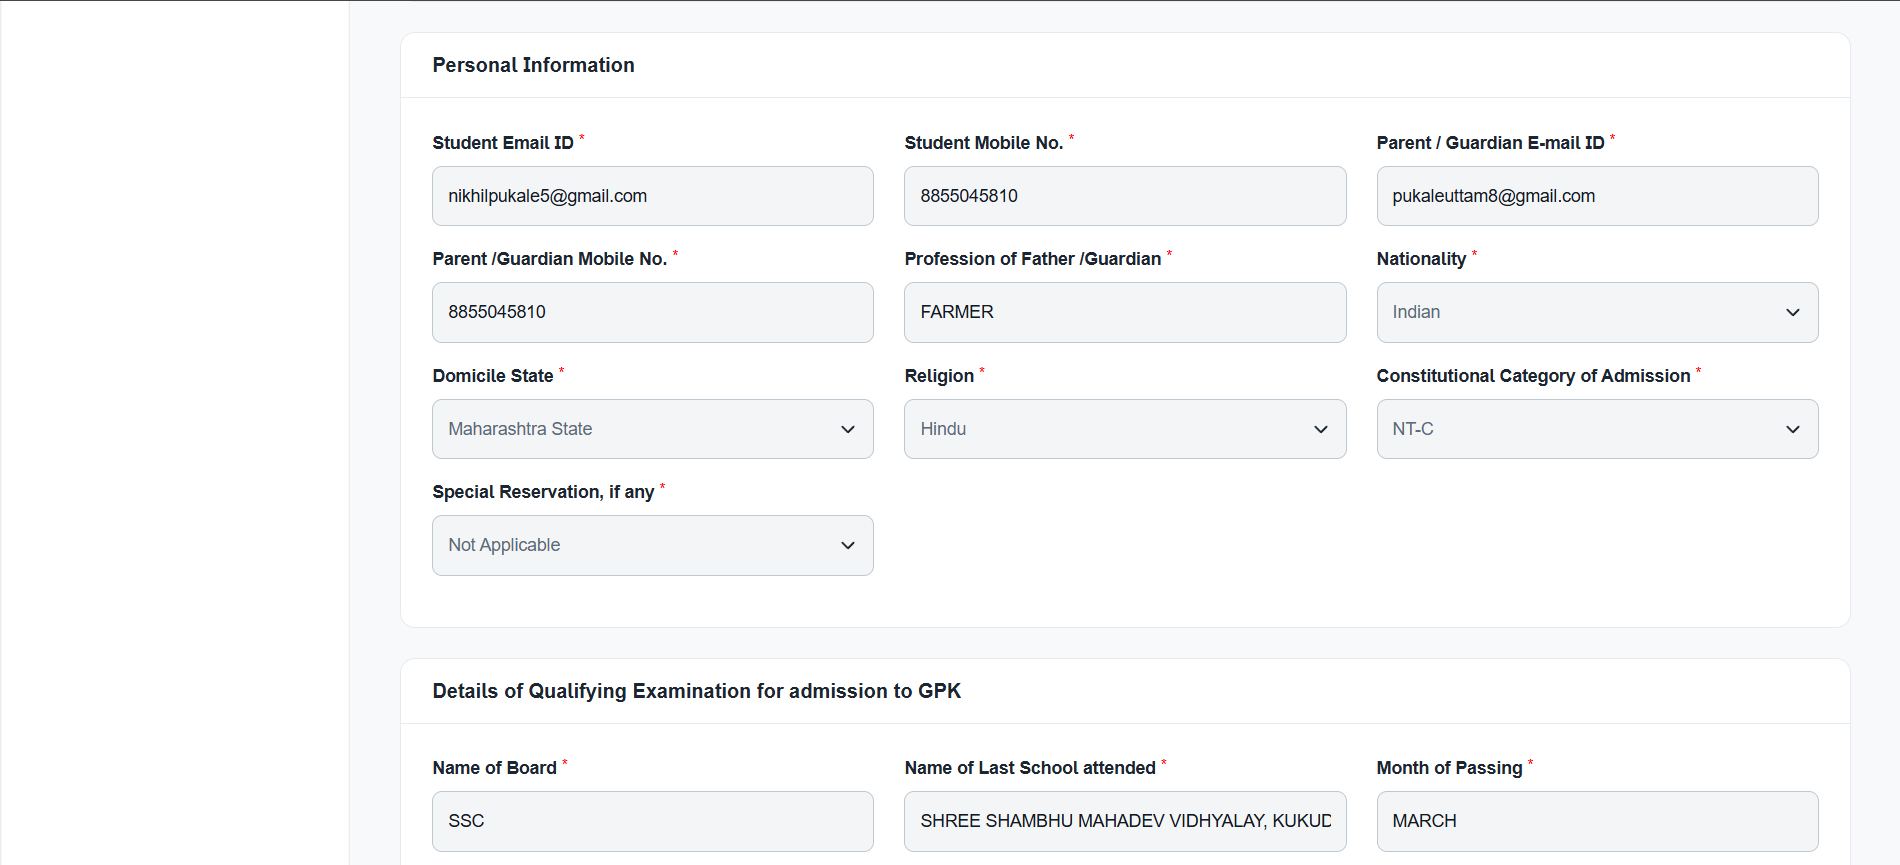 Personal Information
Student Email ID *
Student Mobile No. *
Parent / Guardian E-mail ID *
nikhilpukale5@gmail.com
8855045810
pukaleuttam8@gmail.com
Parent /Guardian Mobile No. *
Profession of Father /Guardian *
Nationality *
8855045810
FARMER
Indian
Domicile State *
Religion *
Constitutional Category of Admission *
Maharashtra State
Hindu
NT-C
Special Reservation, if any *
Not Applicable
Details of Qualifying Examination for admission to GPK
Name of Board *
Name of Last School attended *
Month of Passing *
SSC
SHREE SHAMBHU MAHADEV VIDHYALAY, KUKUD
MARCH